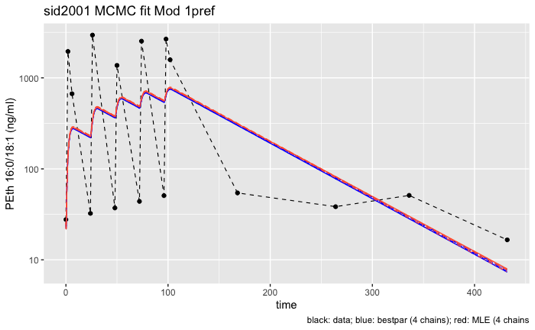 sid2001 MCMC fit Mod 1pref
PEth 16:0/18:1 (ng/ml)
1000
100
10
0
100
200
300
400
time
black: data; blue: bestpar (4 chains); red: MLE (4 chains